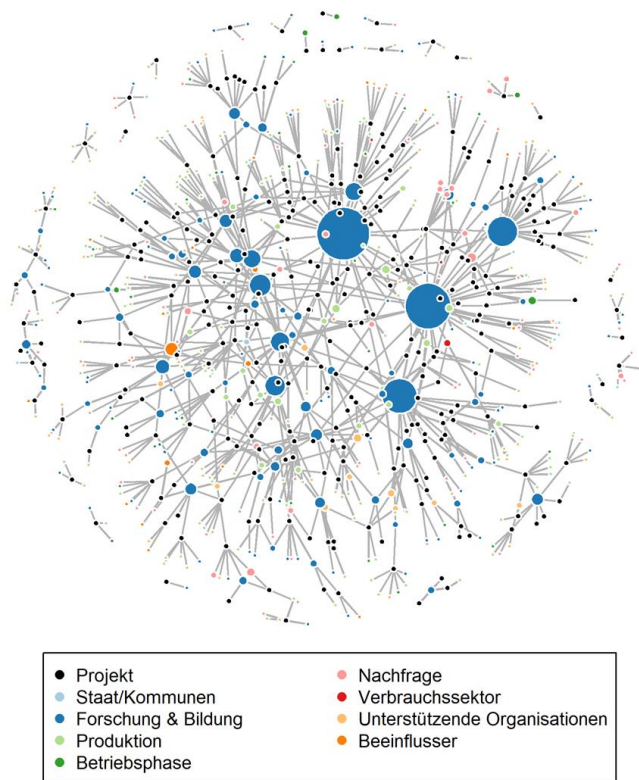 Projekt
Staat/Kommunen
Forschung & Bildung
Produktion
Betriebsphase
Nachfrage
Verbrauchssektor
Unterstützende Organisationen
Beeinflusser